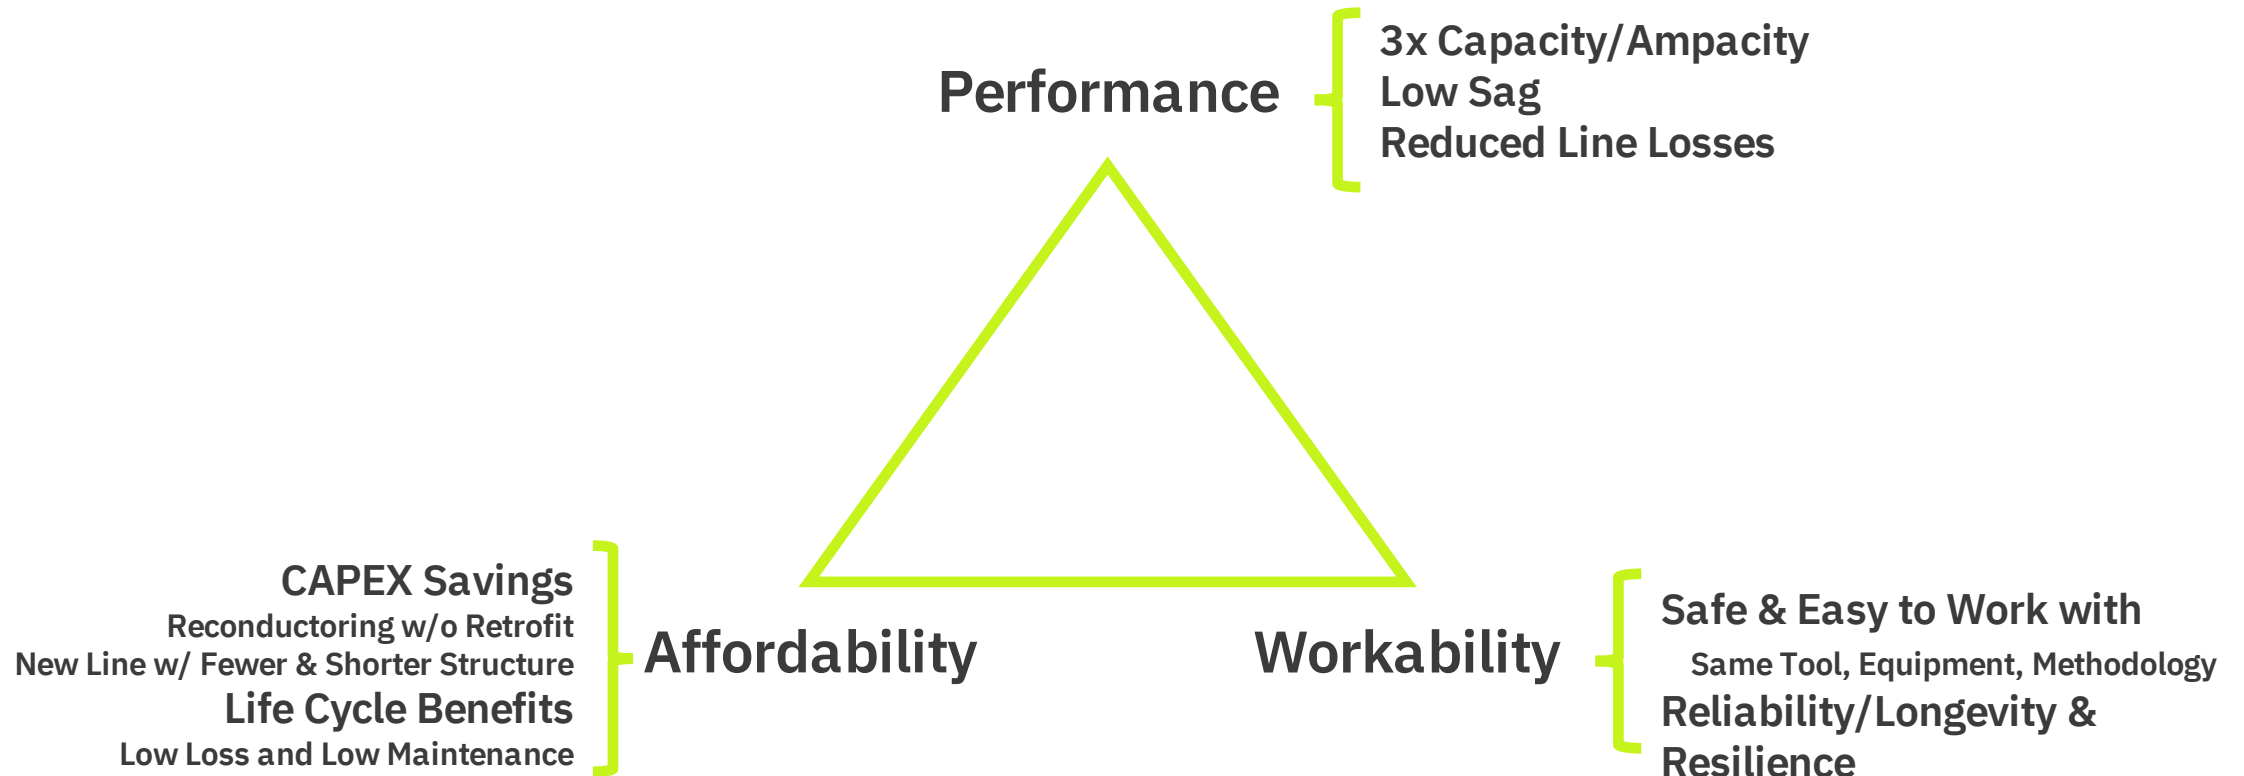 Performance
3x Capacity/Ampacity
Low Sag
Reduced Line Losses
CAPEX Savings
Reconductoring w/o Retrofit
New Line w/ Fewer & Shorter Structure
Life Cycle Benefits
Low Loss and Low Maintenance
Affordability
Workability
Safe & Easy to Work with
Same Tool, Equipment, Methodology
Reliability/Longevity &
Resilience